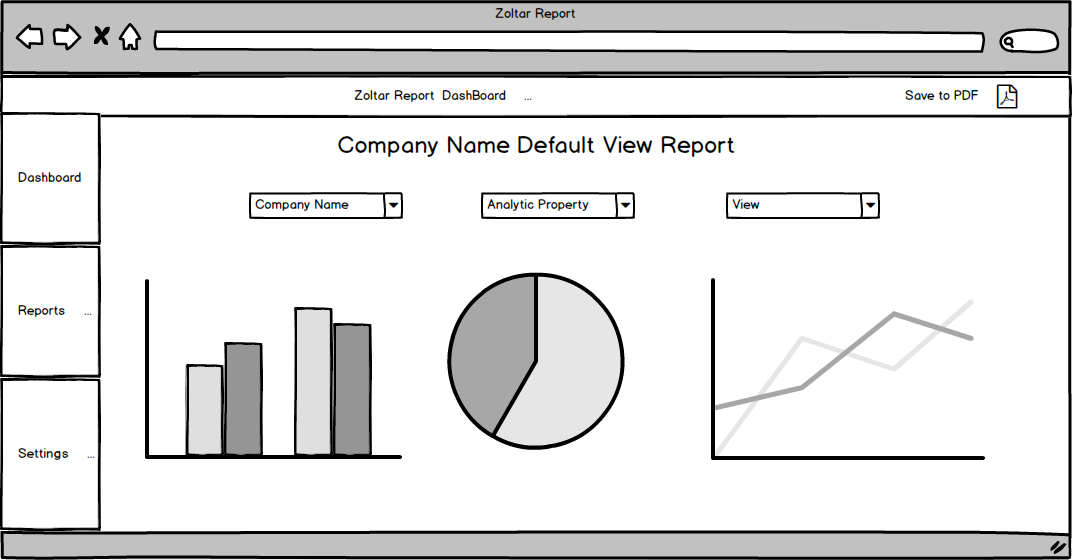 Zoltar Report
Zoltar Report DashBoard ...
Save to PDF
Company Name Default View Report
Dashboard
Company Name
Analytic Property
View
Reports ...
Settings ...